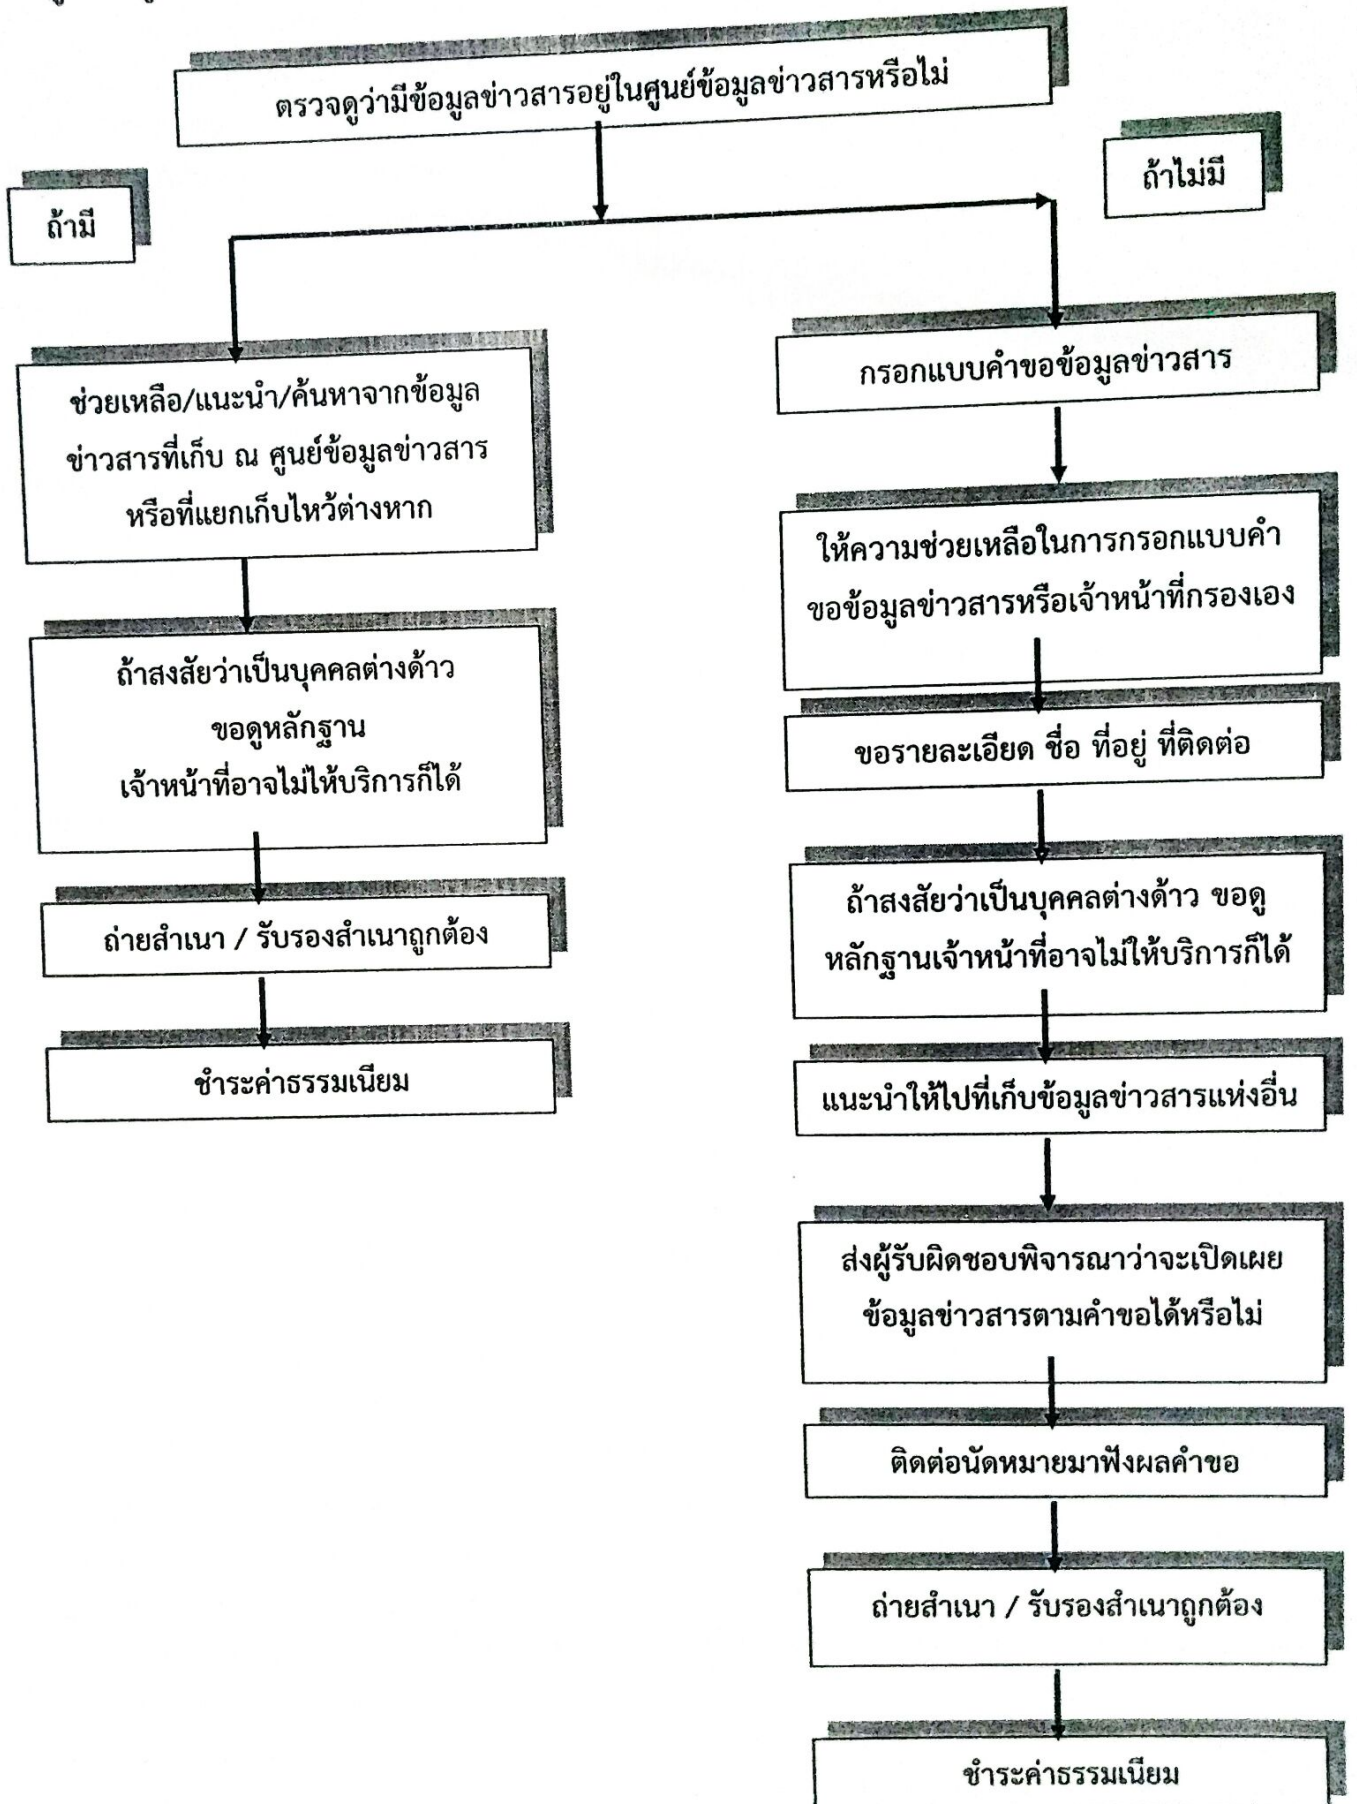 ตรวจดูว่ามีข้อมูลข่าวสารอยู่ในศูนย์ข้อมูลข่าวสารหรือไม่
ถ้ามี
ถ้าไม่มี
ช่วยเหลือ/แนะนำ/ค้นหาจากข้อมูล
ข่าวสารที่เก็บ ณ ศูนย์ข้อมูลข่าวสาร
หรือที่แยกเก็บไหว้ต่างหาก
ถ้าสงสัยว่าเป็นบุคคลต่างด้าว
ขอดูหลักฐาน
เจ้าหน้าที่อาจไม่ไห้บริการก็ได้
ถ่ายสำเนา / รับรองสำเนาถูกต้อง
ชำระค่าธรรมเนียม
กรอกแบบคำขอข้อมูลข่าวสาร
ให้ความช่วยเหลือในการกรอกแบบคำ
ขอข้อมูลข่าวสารหรือเจ้าหน้าที่กรองเอง
ขอรายละเอียด ชื่อ ที่อยู่ ที่ติดต่อ
ถ้าสงสัยว่าเป็นบุคคลต่างด้าว ขอดู
หลักฐานเจ้าหน้าที่อาจไม่ให้บริการก็ได้
แนะนำให้ไปที่เก็บข้อมูลข่าวสารแห่งอื่น
ส่งผู้รับผิดชอบพิจารณาว่าจะเปิดเผย
ข้อมูลข่าวสารตามคำขอได้หรือไม่
ติดต่อนัดหมายมาฟังผลคำขอ
ถ่ายสำเนา / รับรองสำเนาถูกต้อง
ชำระค่าธรรมเนียม